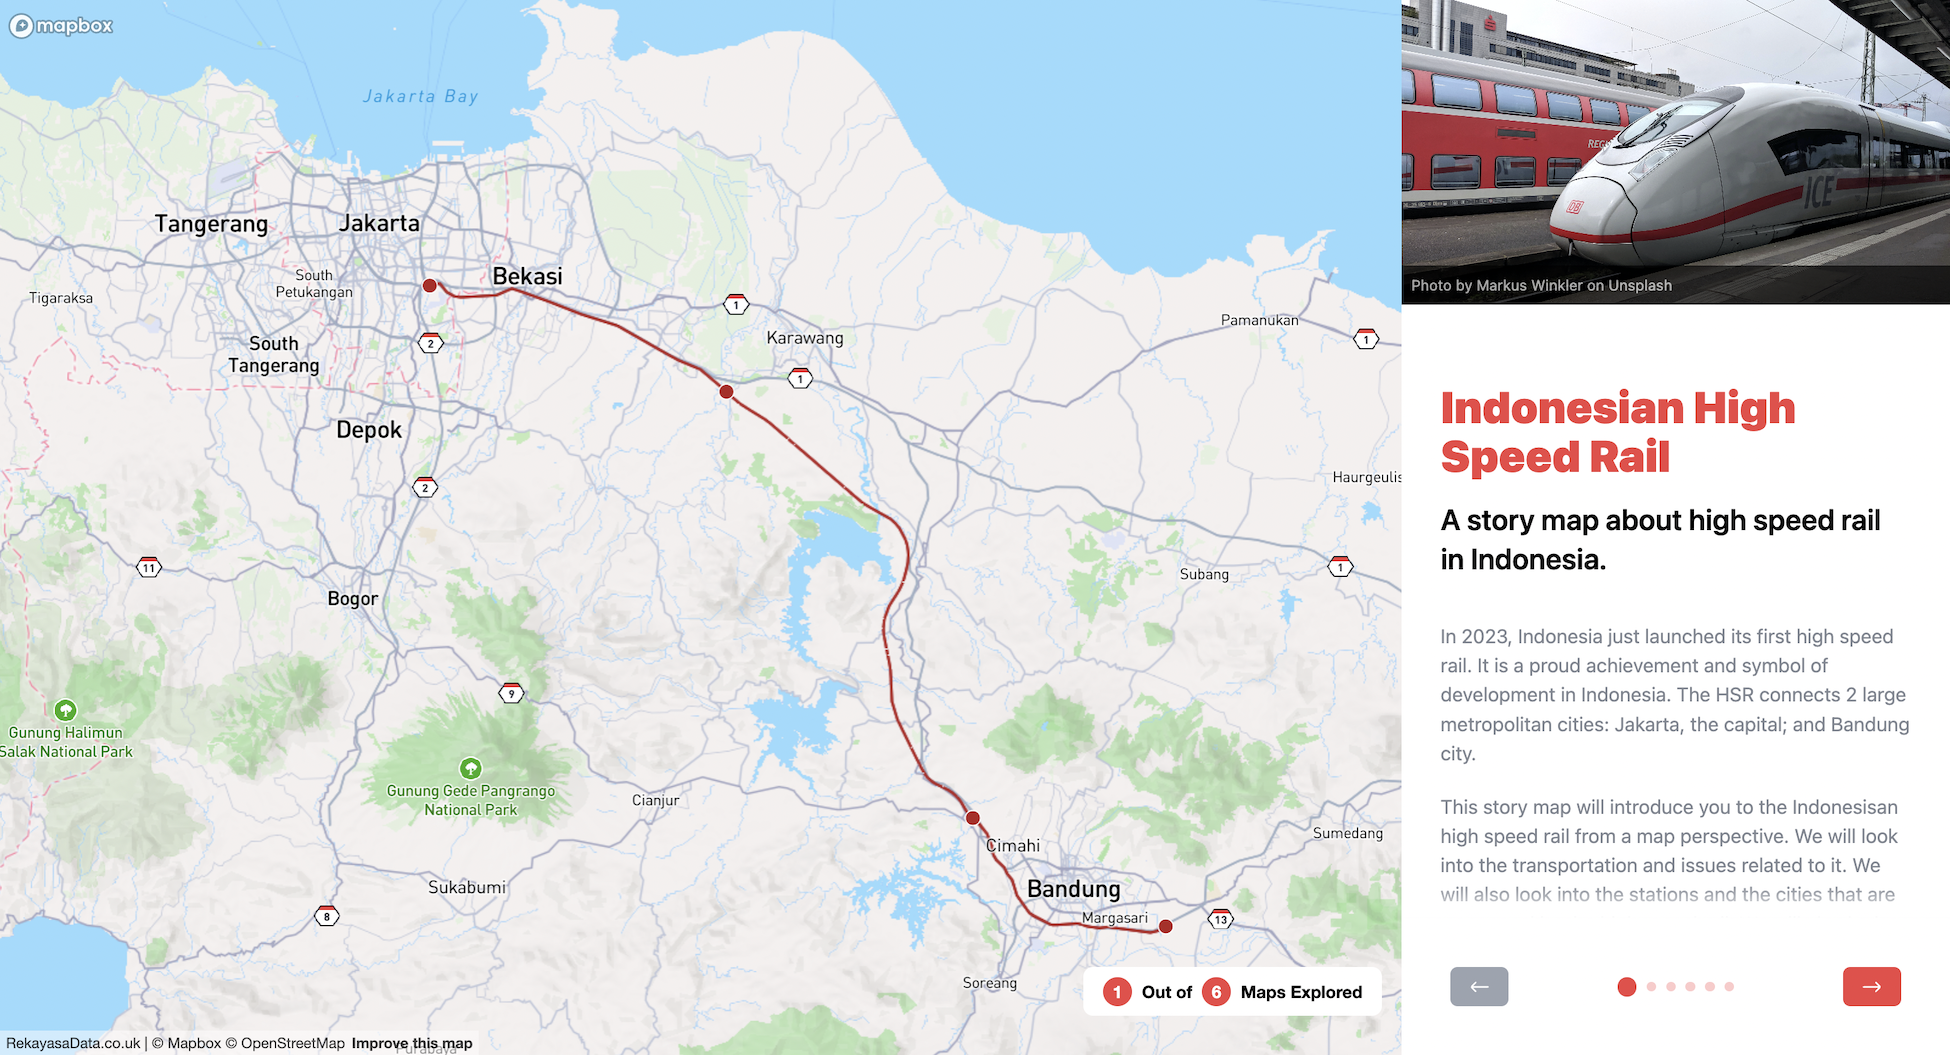 mapbox
Jakarta Bay
Tangerang
Jakarta
South
Petukangan
Bekasi
Tigaraksa
1
Pamanukan
Karawang
1
2
South
Tangerang
1
Depok
Haurgeulis
2
11
Subang
1
Bogor
9
Gunung Halimun
Salak National Park
Gunung Gede Pangrango
National Park
Cianjur
Sumedang
Cimahi
Sukabumi
Bandung
Margasari
13
8
Soreang
1 Out of 6 Maps Explored
RekayasaData.co.uk | © Mapbox © OpenStreetMap Improve this map
Purabaya
ICE
DB
Photo by Markus Winkler on Unsplash
Indonesian High
Speed Rail
A story map about high speed rail
in Indonesia.
In 2023, Indonesia just launched its first high speed
rail. It is a proud achievement and symbol of
development in Indonesia. The HSR connects 2 large
metropolitan cities: Jakarta, the capital; and Bandung
city.
This story map will introduce you to the Indonesisan
high speed rail from a map perspective. We will look
into the transportation and issues related to it. We
will also look into the stations and the cities that are